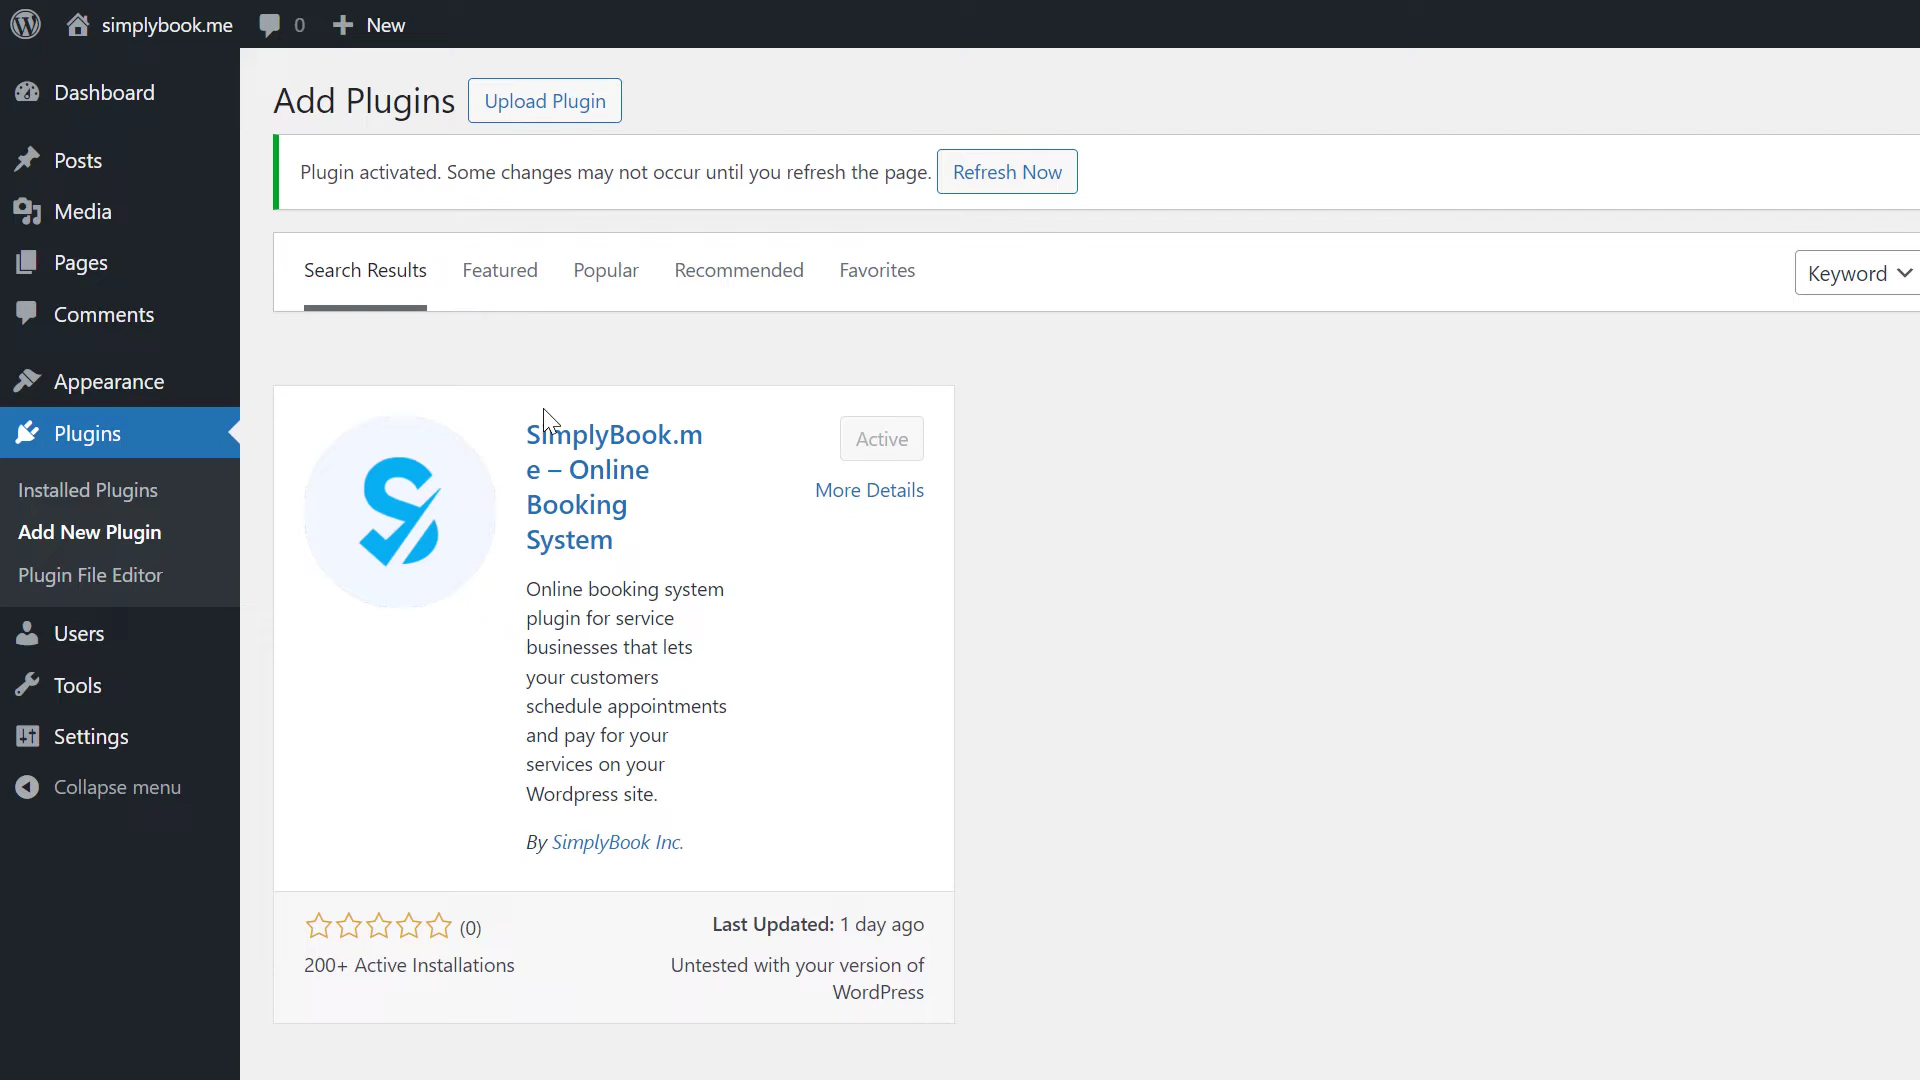 simplybook.me
0
New
Dashboard
Posts
Media
Pages
Comments
Appearance
Plugins
Installed Plugins
Add New Plugin
Plugin File Editor
Users
Tools
Settings
Collapse menu
Add Plugins
Upload Plugin
Plugin activated. Some changes may not occur until you refresh the page.
Refresh Now
Search Results
Featured
Popular
Recommended
Favorites
Keyword
SimplyBook.m
e – Online
Booking
System
Active
More Details
Online booking system
plugin for service
businesses that lets
your customers
schedule appointments
and pay for your
services on your
Wordpress site.
By SimplyBook Inc.
(0)
200+ Active Installations
Last Updated: 1 day ago
Untested with your version of
WordPress